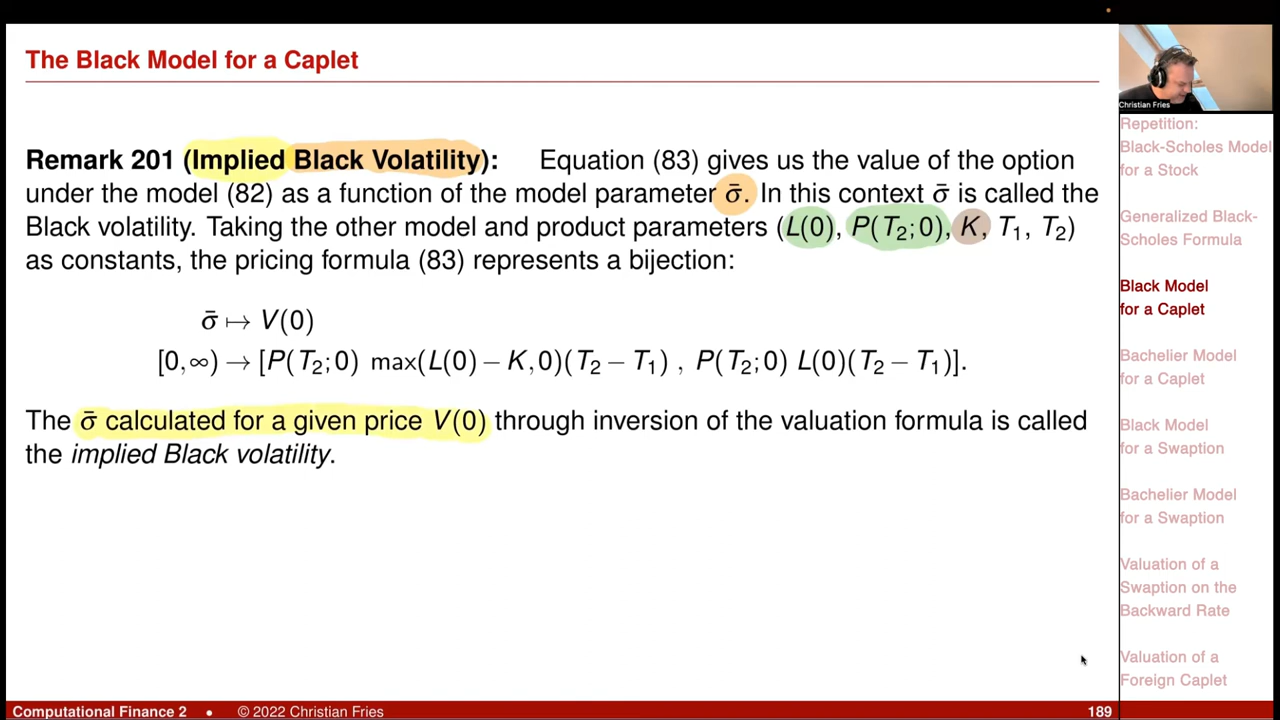 The Black Model for a Caplet
Remark 201 (Implied Black Volatility): Equation (83) gives us the value of the option
under the model (82) as a function of the model parameter σ̄. In this context σ̄ is called the
Black volatility. Taking the other model and product parameters (L(0), P(T₂;0), K, T₁, T₂)
as constants, the pricing formula (83) represents a bijection:
σ̄ ↦ V(0)
[0,∞) → [P(T₂;0) max(L(0) − K,0)(T₂ − T₁) , P(T₂;0) L(0)(T₂ − T₁)].
The σ̄ calculated for a given price V(0) through inversion of the valuation formula is called
the implied Black volatility.
Christian Fries
Repetition:
Black-Scholes Model
for a Stock
Generalized Black-
Scholes Formula
Black Model
for a Caplet
Bachelier Model
for a Caplet
Black Model
for a Swaption
Bachelier Model
for a Swaption
Valuation of a
Swaption on the
Backward Rate
Valuation of a
Foreign Caplet
Computational Finance 2 • © 2022 Christian Fries 189